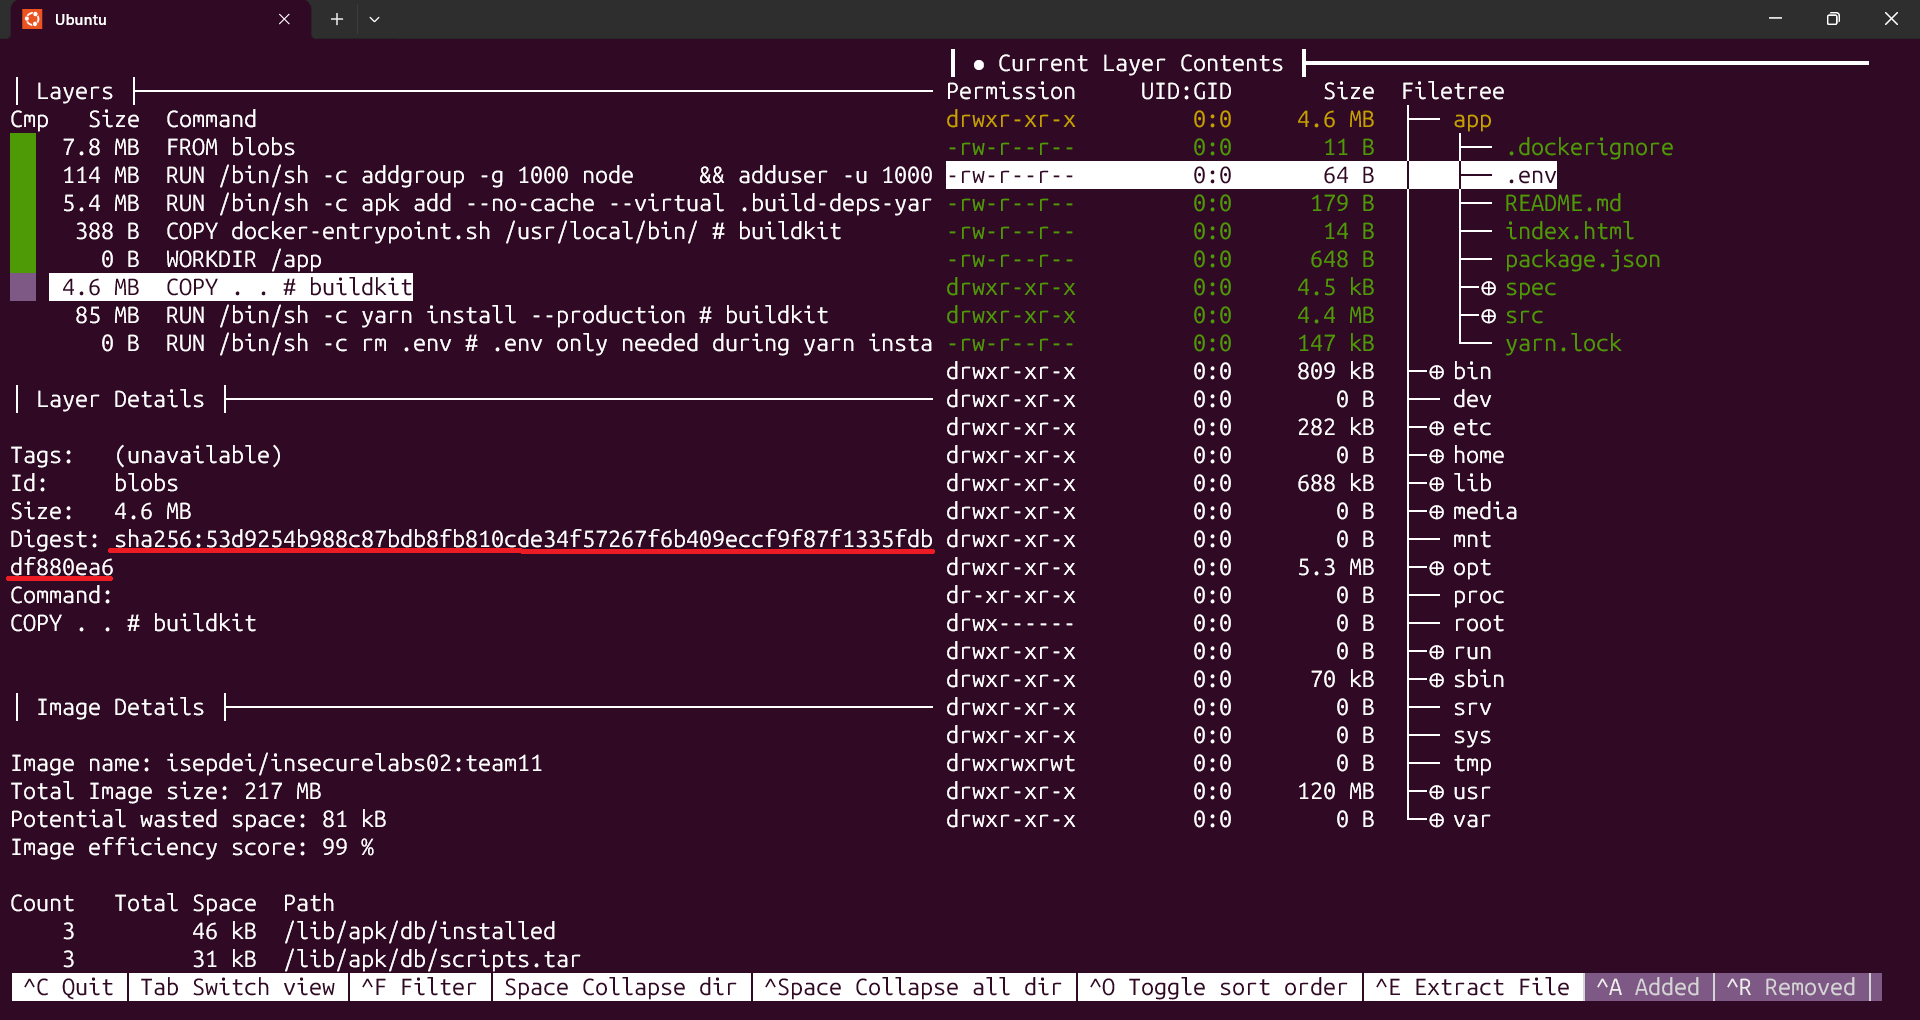 Ubuntu
Layers
Cmp Size Command
7.8 MB FROM blobs
114 MB RUN /bin/sh -c addgroup -g 1000 node && adduser -u 1000
5.4 MB RUN /bin/sh -c apk add --no-cache --virtual .build-deps-yar
388 B COPY docker-entrypoint.sh /usr/local/bin/ # buildkit
0 B WORKDIR /app
4.6 MB COPY . . # buildkit
85 MB RUN /bin/sh -c yarn install --production # buildkit
0 B RUN /bin/sh -c rm .env # .env only needed during yarn insta
Layer Details
Tags: (unavailable)
Id: blobs
Size: 4.6 MB
Digest: sha256:53d9254b988c87bdb8fb810cde34f57267f6b409eccf9f87f1335fdb
df880ea6
Command:
COPY . . # buildkit
Image Details
Image name: isepdei/insecurelabs02:team11
Total Image size: 217 MB
Potential wasted space: 81 kB
Image efficiency score: 99 %
Count Total Space Path
3 46 kB /lib/apk/db/installed
3 31 kB /lib/apk/db/scripts.tar
● Current Layer Contents
Permission UID:GID Size Filetree
drwxr-xr-x 0:0 4.6 MB app
-rw-r--r-- 0:0 11 B .dockerignore
-rw-r--r-- 0:0 64 B .env
-rw-r--r-- 0:0 179 B README.md
-rw-r--r-- 0:0 14 B index.html
-rw-r--r-- 0:0 648 B package.json
drwxr-xr-x 0:0 4.5 kB ⊕ spec
drwxr-xr-x 0:0 4.4 MB ⊕ src
-rw-r--r-- 0:0 147 kB yarn.lock
drwxr-xr-x 0:0 809 kB ⊕ bin
drwxr-xr-x 0:0 0 B dev
drwxr-xr-x 0:0 282 kB ⊕ etc
drwxr-xr-x 0:0 0 B ⊕ home
drwxr-xr-x 0:0 688 kB ⊕ lib
drwxr-xr-x 0:0 0 B ⊕ media
drwxr-xr-x 0:0 0 B mnt
drwxr-xr-x 0:0 5.3 MB ⊕ opt
dr-xr-xr-x 0:0 0 B proc
drwx------ 0:0 0 B root
drwxr-xr-x 0:0 0 B ⊕ run
drwxr-xr-x 0:0 70 kB ⊕ sbin
drwxr-xr-x 0:0 0 B srv
drwxr-xr-x 0:0 0 B sys
drwxrwxrwt 0:0 0 B tmp
drwxr-xr-x 0:0 120 MB ⊕ usr
drwxr-xr-x 0:0 0 B ⊕ var
^C Quit Tab Switch view ^F Filter Space Collapse dir ^Space Collapse all dir ^O Toggle sort order ^E Extract File ^A Added ^R Removed